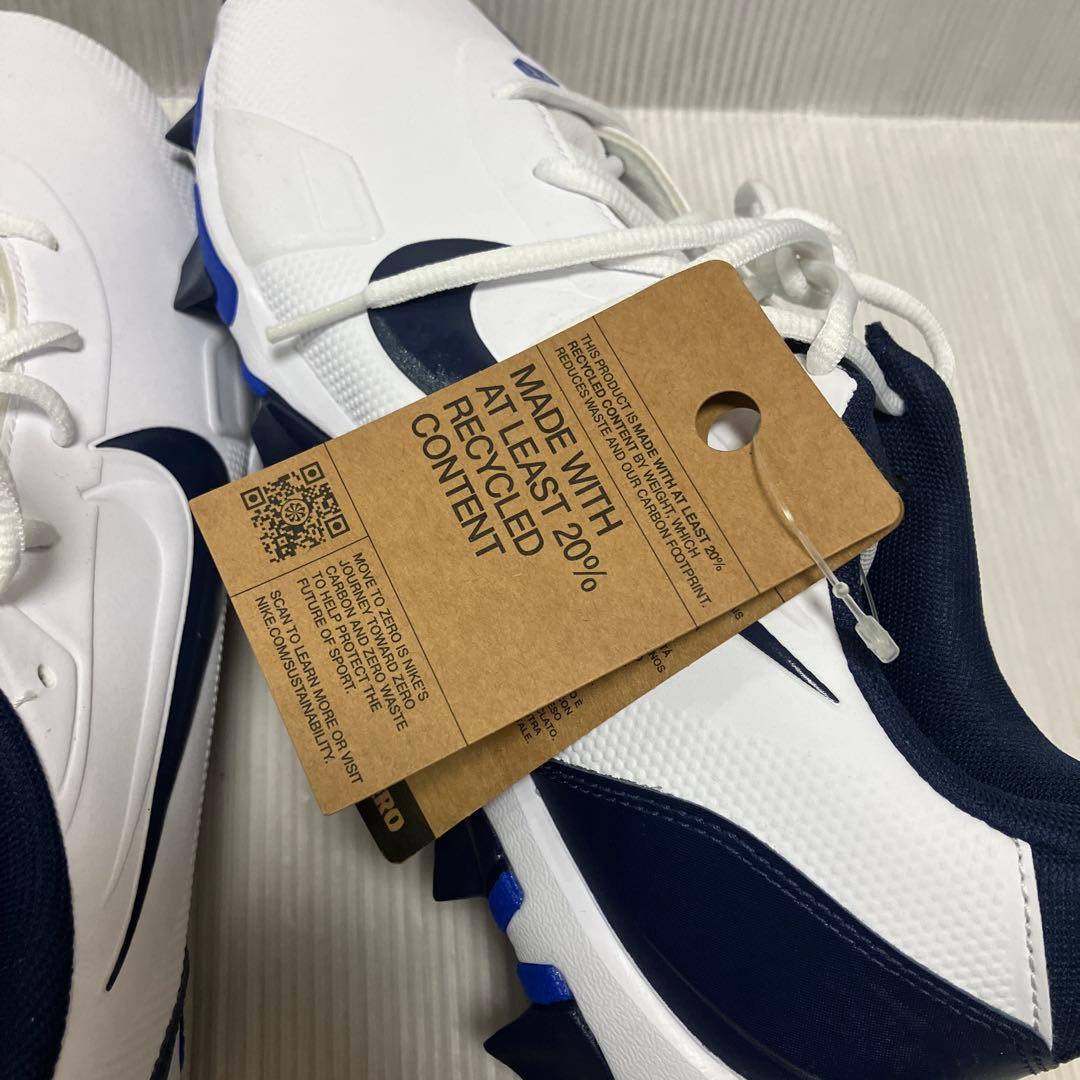 THIS PRODUCT IS MADE WITH AT LEAST 20%
RECYCLED CONTENT BY WEIGHT, WHICH
REDUCES WASTE AND OUR CARBON FOOTPRINT.
MADE WITH
AT LEAST 20%
RECYCLED
CONTENT
MOVE TO ZERO IS NIKE'S
JOURNEY TOWARD ZERO
CARBON AND ZERO WASTE
TO HELP PROTECT THE
FUTURE OF SPORT.
SCAN TO LEARN MORE OR VISIT
NIKE.COM/SUSTAINABILITY.